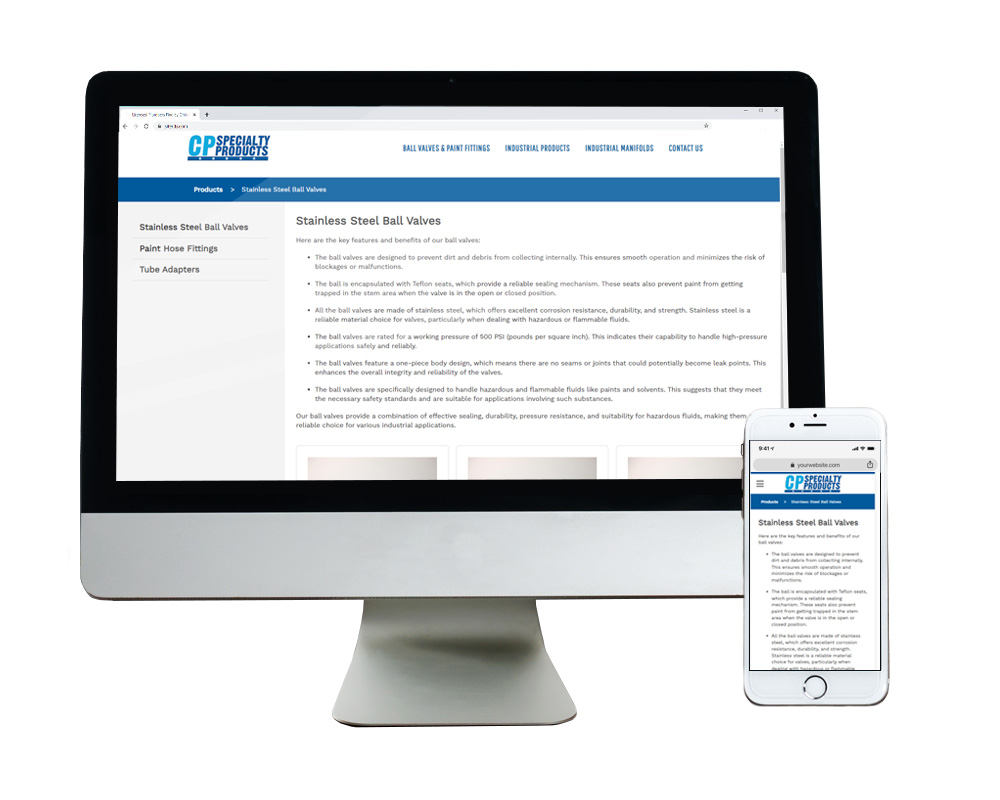 CP SPECIALTY
PRODUCTS
BALL VALVES & PAINT FITTINGS INDUSTRIAL PRODUCTS INDUSTRIAL MANIFOLDS CONTACT US
Products > Stainless Steel Ball Valves
Stainless Steel Ball Valves
Paint Hose Fittings
Tube Adapters
Stainless Steel Ball Valves
Here are the key features and benefits of our ball valves:
• The ball valves are designed to prevent dirt and debris from collecting internally. This ensures smooth operation and minimizes the risk of
blockages or malfunctions.
• The ball is encapsulated with Teflon seats, which provide a reliable sealing mechanism. These seats also prevent paint from getting
trapped in the stem area when the valve is in the open or closed position.
• All the ball valves are made of stainless steel, which offers excellent corrosion resistance, durability, and strength. Stainless steel is a
reliable material choice for valves, particularly when dealing with hazardous or flammable fluids.
• The ball valves are rated for a working pressure of 500 PSI (pounds per square inch). This indicates their capability to handle high-pressure
applications safely and reliably.
• The ball valves feature a one-piece body design, which means there are no seams or joints that could potentially become leak points. This
enhances the overall integrity and reliability of the valves.
• The ball valves are specifically designed to handle hazardous and flammable fluids like paints and solvents. This suggests that they meet
the necessary safety standards and are suitable for applications involving such substances.
Our ball valves provide a combination of effective sealing, durability, pressure resistance, and suitability for hazardous fluids, making them
reliable choice for various industrial applications.
9:41
yourwebsite.com
CP SPECIALTY
PRODUCTS
Products > Stainless Steel Ball Valves
Stainless Steel Ball Valves
Here are the key features and benefits of our
ball valves:
• The ball valves are designed to prevent
dirt and debris from collecting internally.
This ensures smooth operation and
minimizes the risk of blockages or
malfunctions.
• The ball is encapsulated with Teflon seats,
which provide a reliable sealing
mechanism. These seats also prevent
paint from getting trapped in the stem
area when the valve is in the open or
closed position.
• All the ball valves are made of stainless
steel, which offers excellent corrosion
resistance, durability, and strength.
Stainless steel is a reliable material
choice for valves, particularly when
dealing with hazardous or flammable